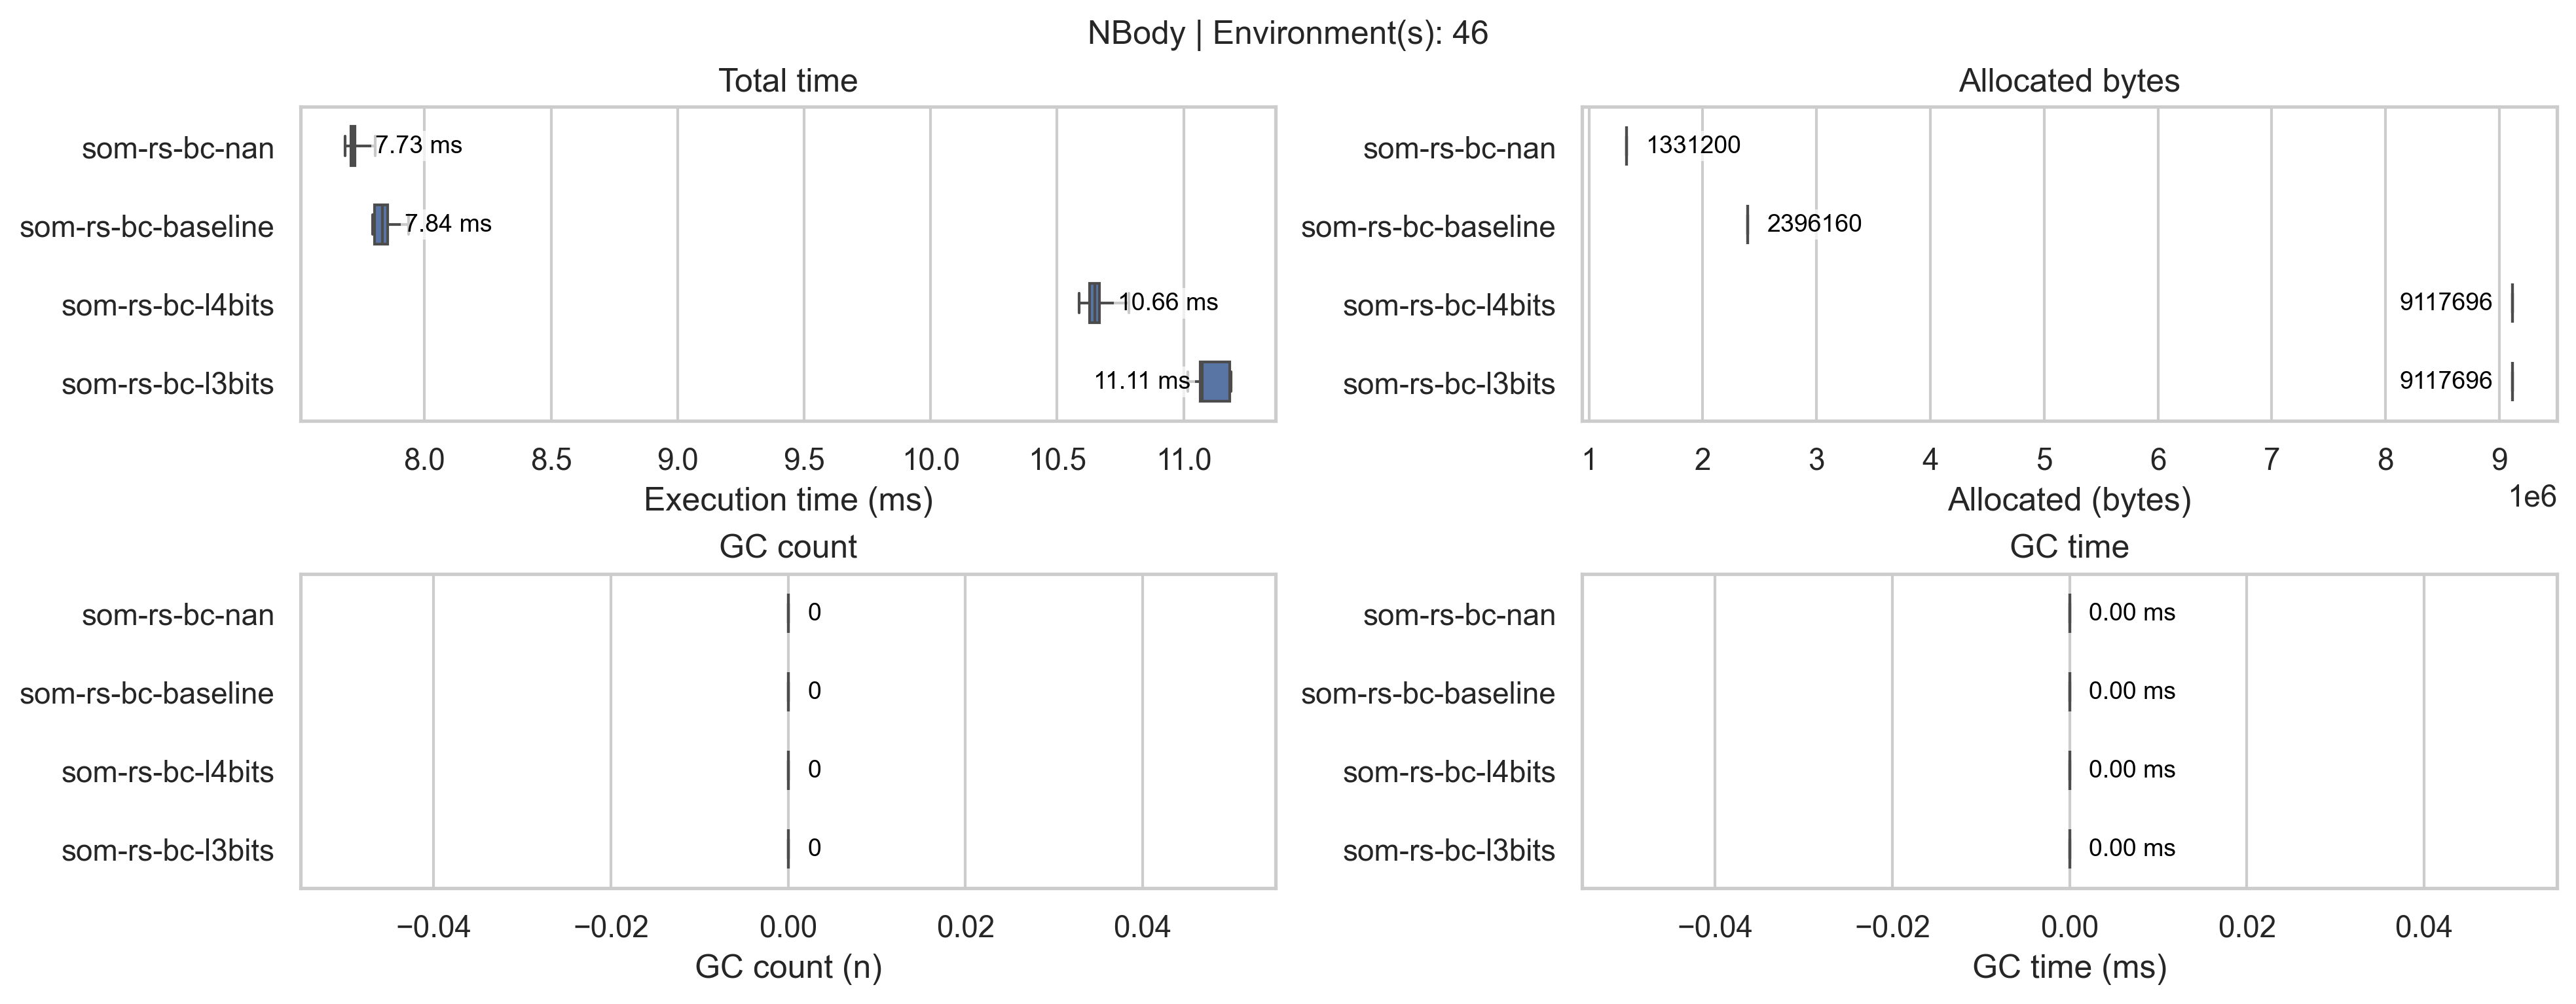 NBody | Environment(s): 46
Total time
som-rs-bc-nan
7.73 ms
som-rs-bc-baseline
7.84 ms
som-rs-bc-l4bits
10.66 ms
som-rs-bc-l3bits
11.11 ms
8.0 8.5 9.0 9.5 10.0 10.5 11.0
Execution time (ms)
Allocated bytes
som-rs-bc-nan
1331200
som-rs-bc-baseline
2396160
som-rs-bc-l4bits
9117696
som-rs-bc-l3bits
9117696
1 2 3 4 5 6 7 8 9
1e6
Allocated (bytes)
GC count
som-rs-bc-nan
0
som-rs-bc-baseline
0
som-rs-bc-l4bits
0
som-rs-bc-l3bits
0
−0.04 −0.02 0.00 0.02 0.04
GC count (n)
GC time
som-rs-bc-nan
0.00 ms
som-rs-bc-baseline
0.00 ms
som-rs-bc-l4bits
0.00 ms
som-rs-bc-l3bits
0.00 ms
−0.04 −0.02 0.00 0.02 0.04
GC time (ms)